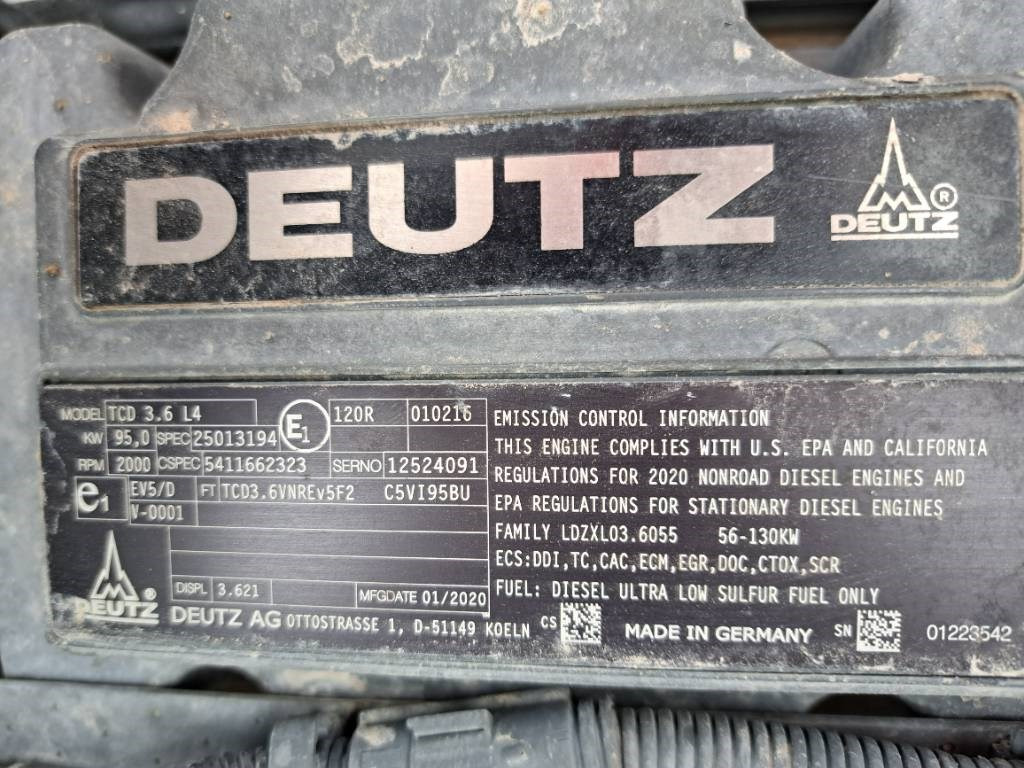 DEUTZ
DEUTZ ®
MODEL TCD 3.6 L4
E1 120R 010216
KW 95,0 SPEC 25013194
RPM 2000 CSPEC 5411662323 SERNO 12524091
e1 EV5/D FT TCD3.6VNREv5F2 C5VI95BU
V-0001
DISPL 3.621 MFGDATE 01/2020
DEUTZ ®
DEUTZ AG OTTOSTRASSE 1, D-51149 KOELN CS
EMISSION CONTROL INFORMATION
THIS ENGINE COMPLIES WITH U.S. EPA AND CALIFORNIA
REGULATIONS FOR 2020 NONROAD DIESEL ENGINES AND
EPA REGULATIONS FOR STATIONARY DIESEL ENGINES
FAMILY LDZXL03.6055 56-130KW
ECS:DDI,TC,CAC,ECM,EGR,DOC,CTOX,SCR
FUEL: DIESEL ULTRA LOW SULFUR FUEL ONLY
MADE IN GERMANY SN 01223542